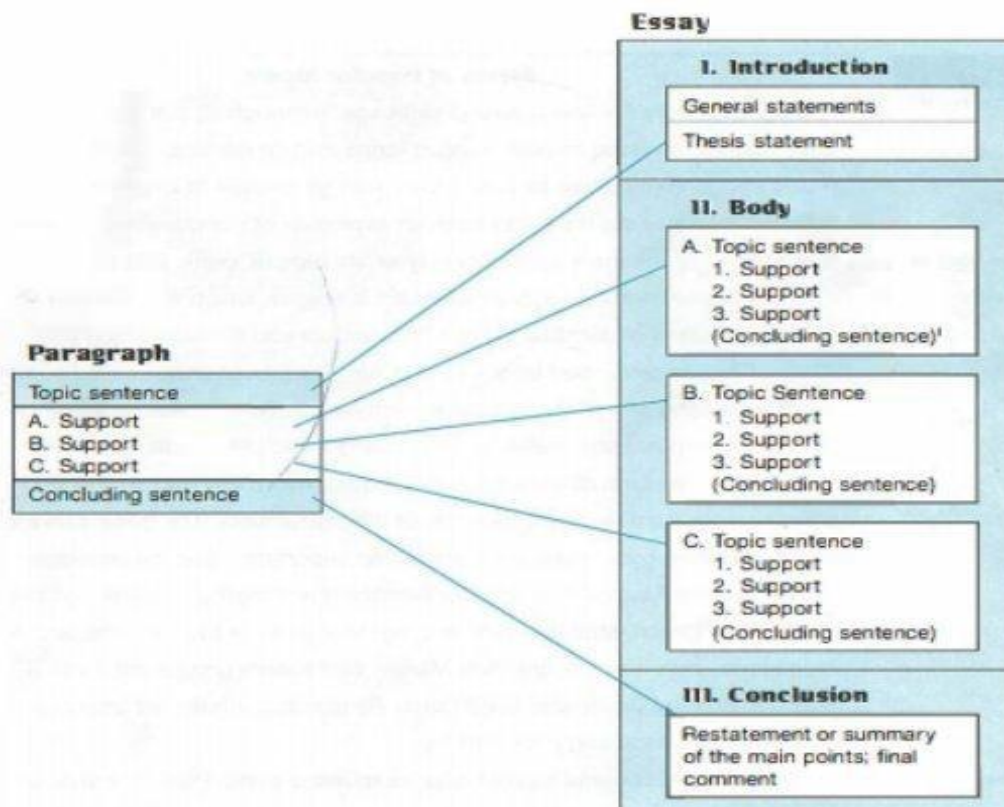 Essay
I. Introduction
General statements
Thesis statement
II. Body
A. Topic sentence
1. Support
2. Support
3. Support
(Concluding sentence)¹
Paragraph
Topic sentence
A. Support
B. Support
C. Support
Concluding sentence
B. Topic Sentence
1. Support
2. Support
3. Support
(Concluding sentence)
C. Topic sentence
1. Support
2. Support
3. Support
(Concluding sentence)
III. Conclusion
Restatement or summary
of the main points; final
comment